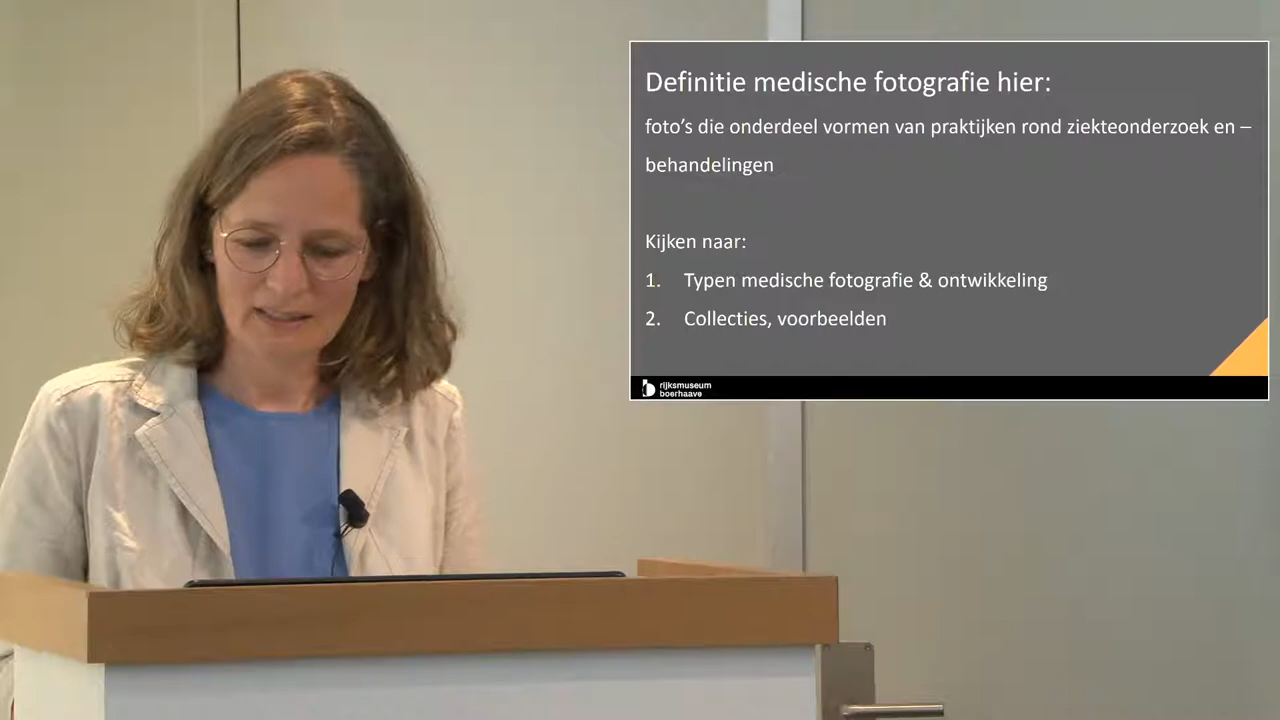 Definitie medische fotografie hier:
foto's die onderdeel vormen van praktijken rond ziekteonderzoek en –
behandelingen
Kijken naar:
1. Typen medische fotografie & ontwikkeling
2. Collecties, voorbeelden
rijksmuseum
boerhaave